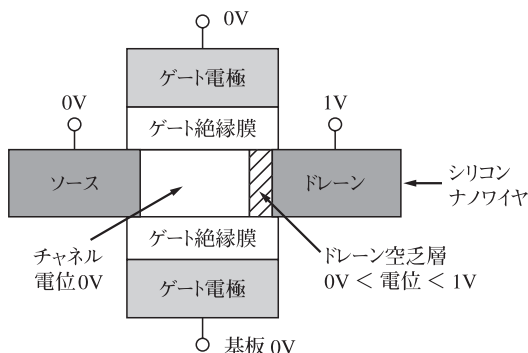 0V
ゲート電極
0V
ゲート絶縁膜
1V
ソース
ドレーン
シリコン
ナノワイヤ
チャネル
電位0V
ゲート絶縁膜
ドレーン空乏層
0V < 電位 < 1V
ゲート電極
基板 0V